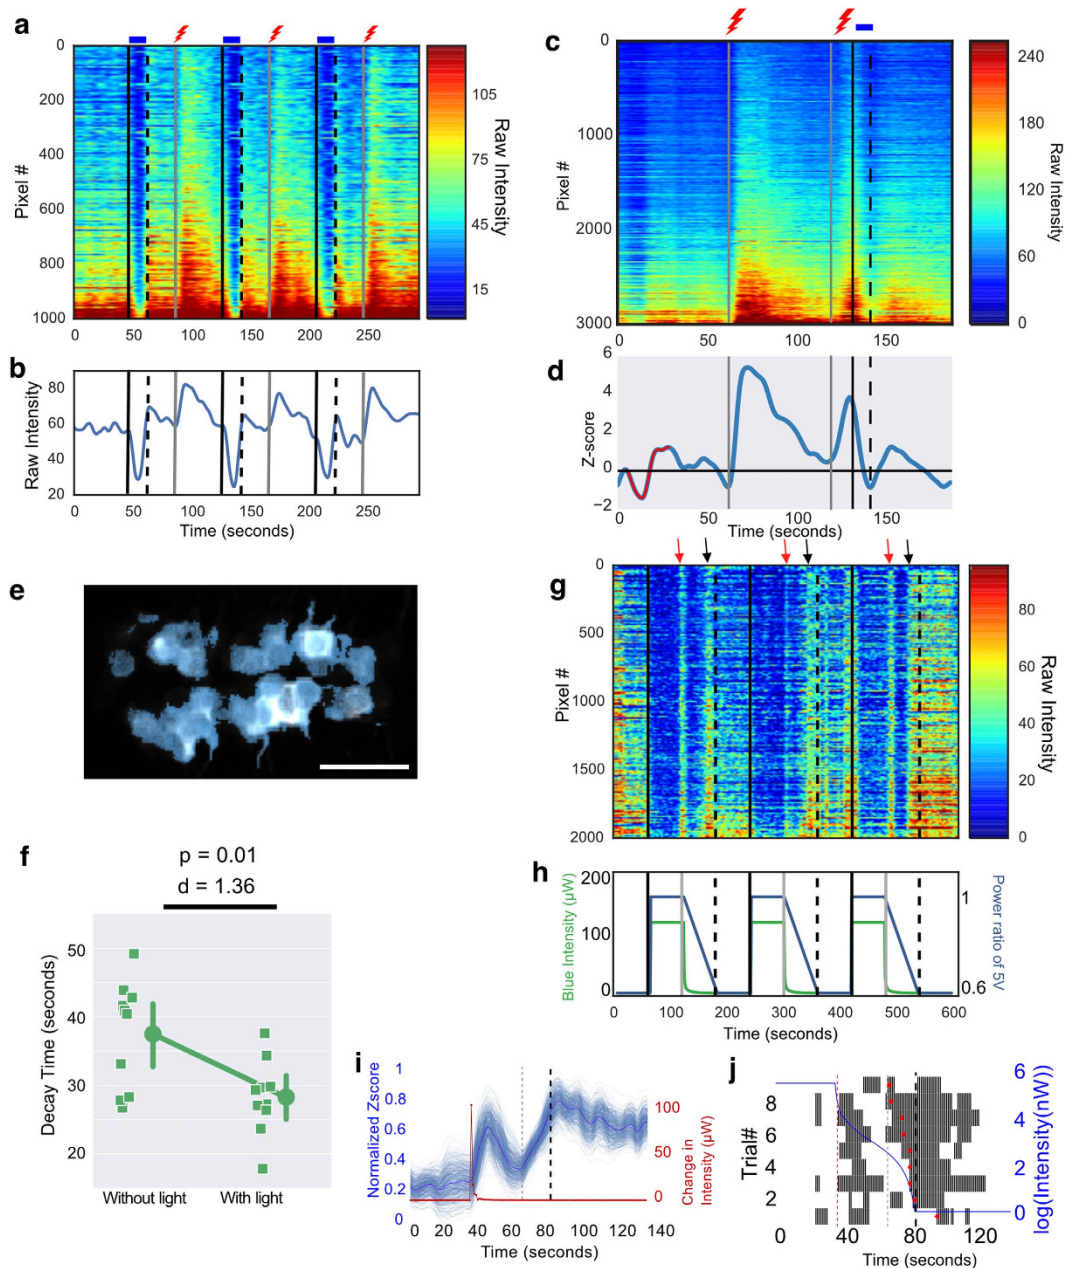 a
0
200
400
600
800
1000
Pixel #
0 50 100 150 200 250
105
75
45
15
Raw Intensity
b
80
60
40
20
Raw Intensity
0 50 100 150 200 250
Time (seconds)
c
0
1000
2000
3000
Pixel #
0 50 100 150
240
180
120
60
0
Raw Intensity
d
6
4
2
0
−2
Z-score
0 50 100 150
Time (seconds)
e
f
p = 0.01
d = 1.36
50
40
30
20
Decay Time (seconds)
Without light With light
g
0
500
1000
1500
2000
Pixel #
0 100 200 300 400 500 600
80
60
40
20
0
Raw Intensity
h
200
100
0
Blue Intensity (μW)
1
0.6
Power ratio of 5V
0 100 200 300 400 500 600
Time (seconds)
i
1
0.8
0.6
0.4
0.2
0
Normalized Zscore
100
50
0
Change in
Intensity (μW)
0 20 40 60 80 100 120 140
Time (seconds)
j
8
6
4
2
0
Trial#
6
4
2
0
log(Intensity(nW))
40 80 120
Time (seconds)